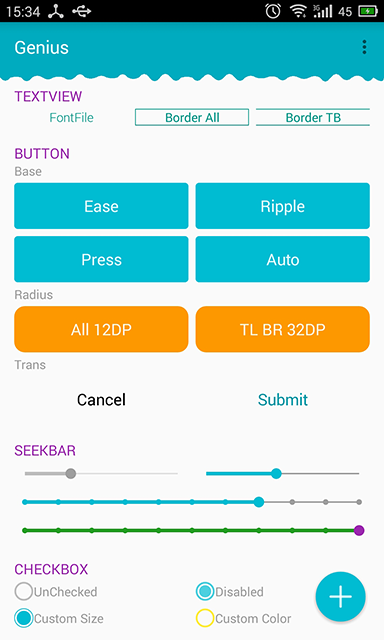 15:34 3G 45
Genius
TEXTVIEW
FontFile Border All Border TB
BUTTON
Base
Ease Ripple
Press Auto
Radius
All 12DP TL BR 32DP
Trans
Cancel Submit
SEEKBAR
CHECKBOX
UnChecked Disabled
Custom Size Custom Color